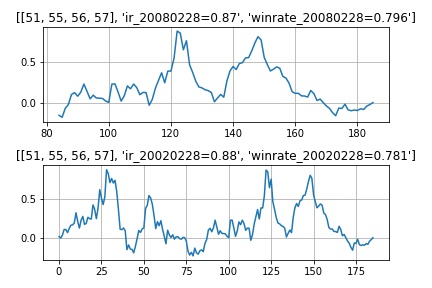 [[51, 55, 56, 57], 'ir_20080228=0.87', 'winrate_20080228=0.796']
0.5
0.0
80 100 120 140 160 180
[[51, 55, 56, 57], 'ir_20020228=0.88', 'winrate_20020228=0.781']
0.5
0.0
0 25 50 75 100 125 150 175